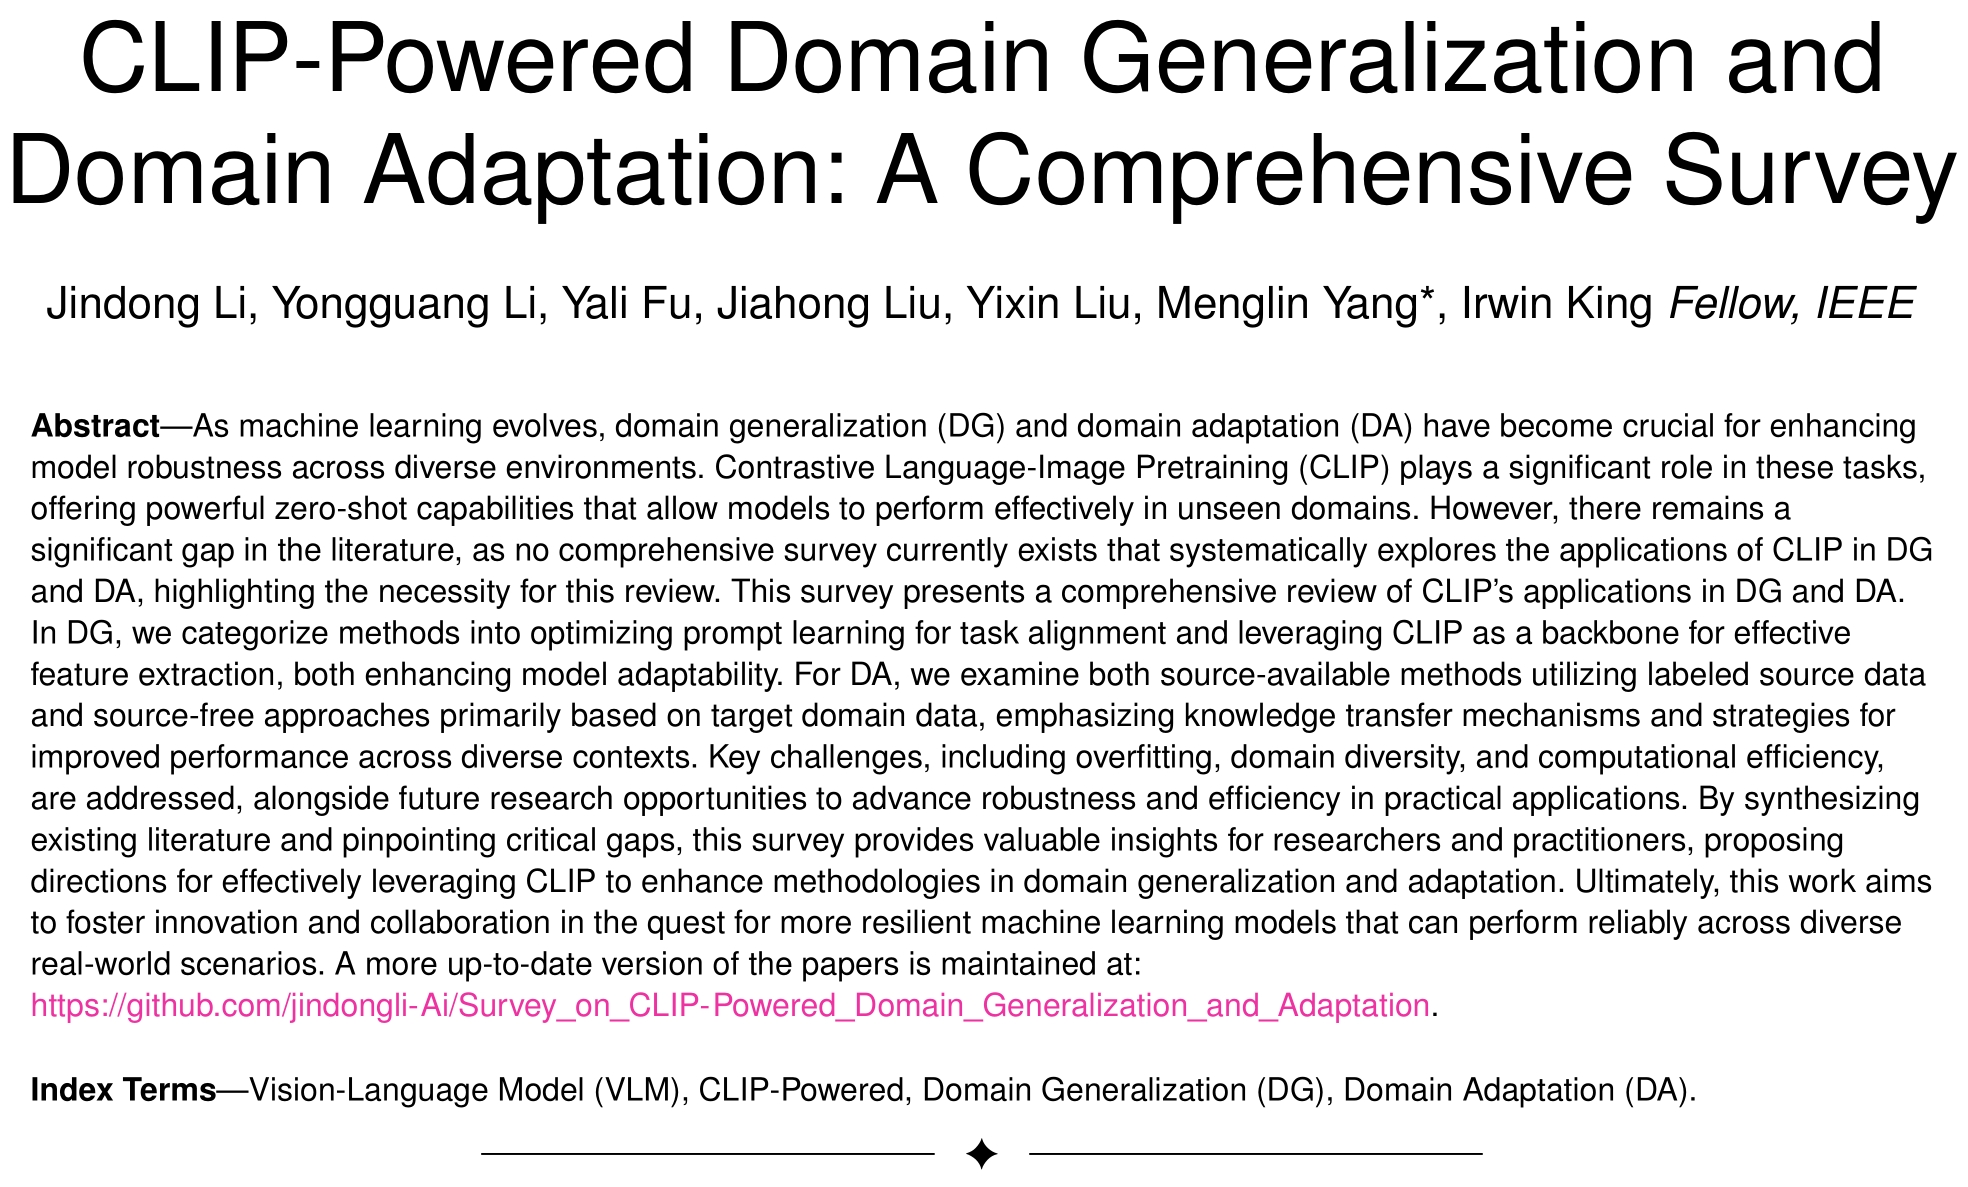 CLIP-Powered Domain Generalization and
Domain Adaptation: A Comprehensive Survey
Jindong Li, Yongguang Li, Yali Fu, Jiahong Liu, Yixin Liu, Menglin Yang*, Irwin King Fellow, IEEE
Abstract—As machine learning evolves, domain generalization (DG) and domain adaptation (DA) have become crucial for enhancing
model robustness across diverse environments. Contrastive Language-Image Pretraining (CLIP) plays a significant role in these tasks,
offering powerful zero-shot capabilities that allow models to perform effectively in unseen domains. However, there remains a
significant gap in the literature, as no comprehensive survey currently exists that systematically explores the applications of CLIP in DG
and DA, highlighting the necessity for this review. This survey presents a comprehensive review of CLIP’s applications in DG and DA.
In DG, we categorize methods into optimizing prompt learning for task alignment and leveraging CLIP as a backbone for effective
feature extraction, both enhancing model adaptability. For DA, we examine both source-available methods utilizing labeled source data
and source-free approaches primarily based on target domain data, emphasizing knowledge transfer mechanisms and strategies for
improved performance across diverse contexts. Key challenges, including overfitting, domain diversity, and computational efficiency,
are addressed, alongside future research opportunities to advance robustness and efficiency in practical applications. By synthesizing
existing literature and pinpointing critical gaps, this survey provides valuable insights for researchers and practitioners, proposing
directions for effectively leveraging CLIP to enhance methodologies in domain generalization and adaptation. Ultimately, this work aims
to foster innovation and collaboration in the quest for more resilient machine learning models that can perform reliably across diverse
real-world scenarios. A more up-to-date version of the papers is maintained at:
https://github.com/jindongli-Ai/Survey_on_CLIP-Powered_Domain_Generalization_and_Adaptation.
Index Terms—Vision-Language Model (VLM), CLIP-Powered, Domain Generalization (DG), Domain Adaptation (DA).